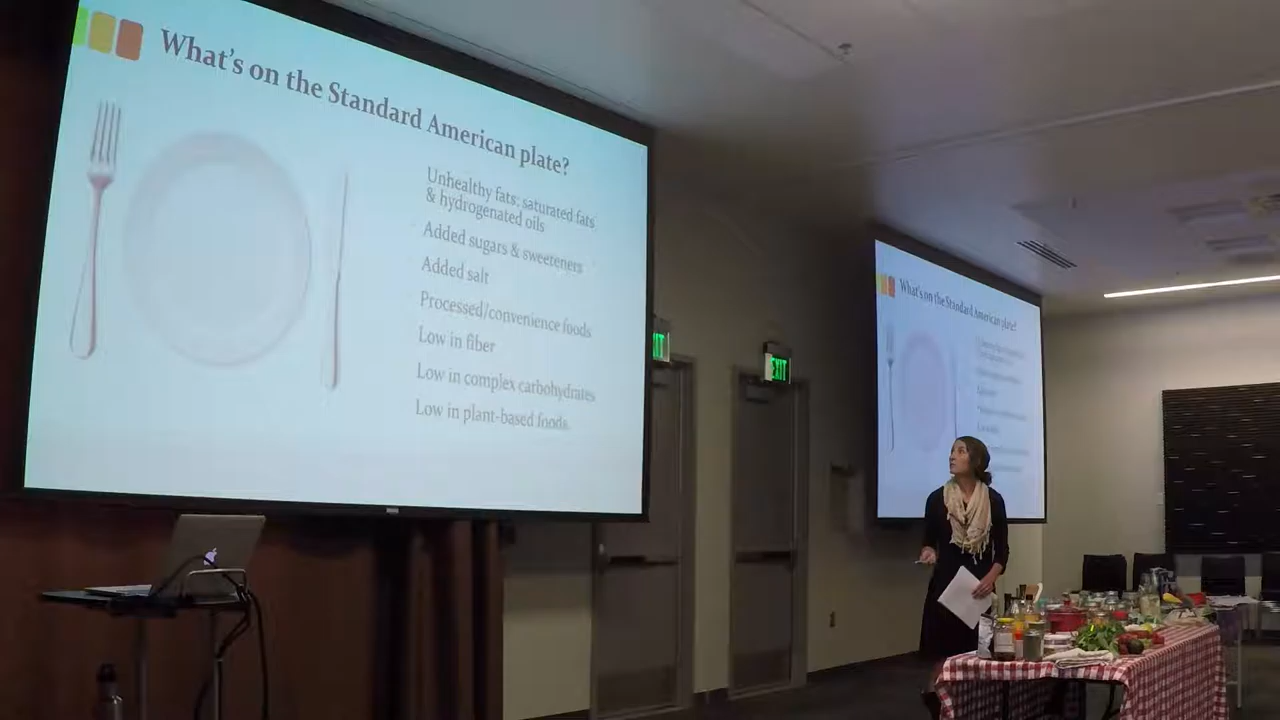 What's on the Standard American plate?
Unhealthy fats: saturated fats
& hydrogenated oils
Added sugars & sweeteners
Added salt
Processed/convenience foods
Low in fiber
Low in complex carbohydrates
Low in plant-based foods
EXIT
What's on the Standard American plate?